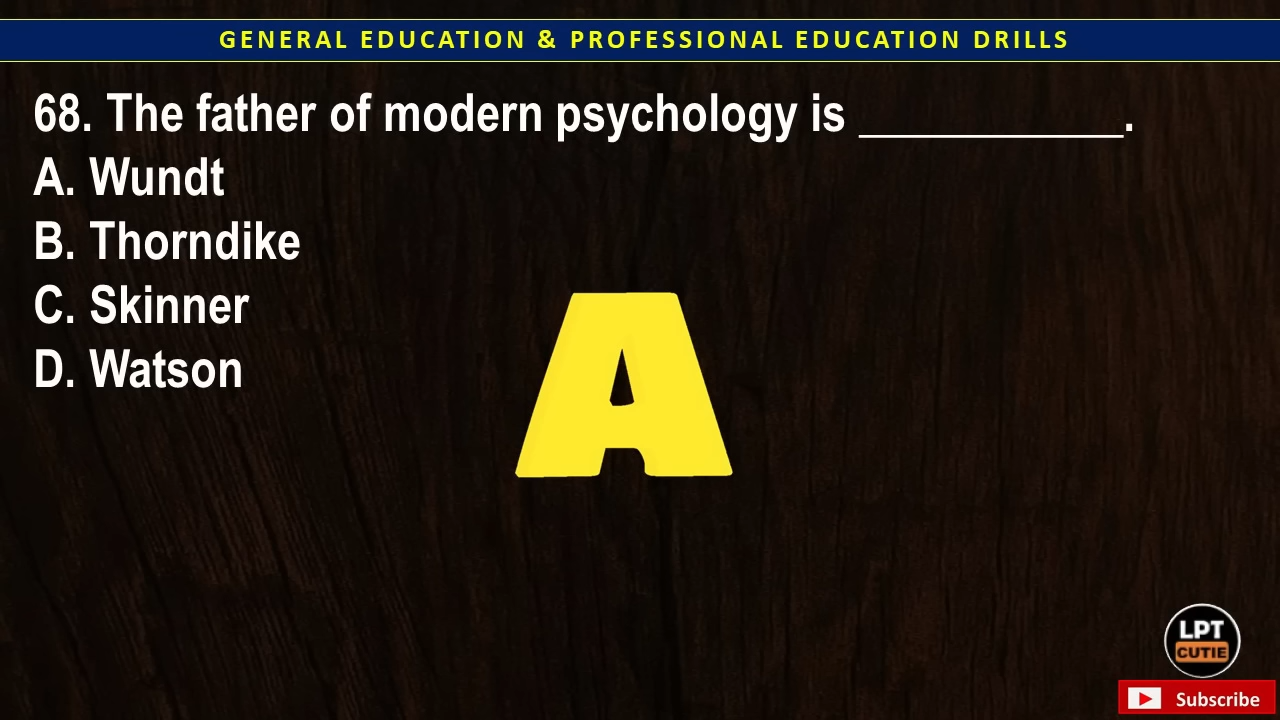 GENERAL EDUCATION & PROFESSIONAL EDUCATION DRILLS
68. The father of modern psychology is ___________.
A. Wundt
B. Thorndike
C. Skinner
D. Watson
A
LPT
CUTIE
Subscribe